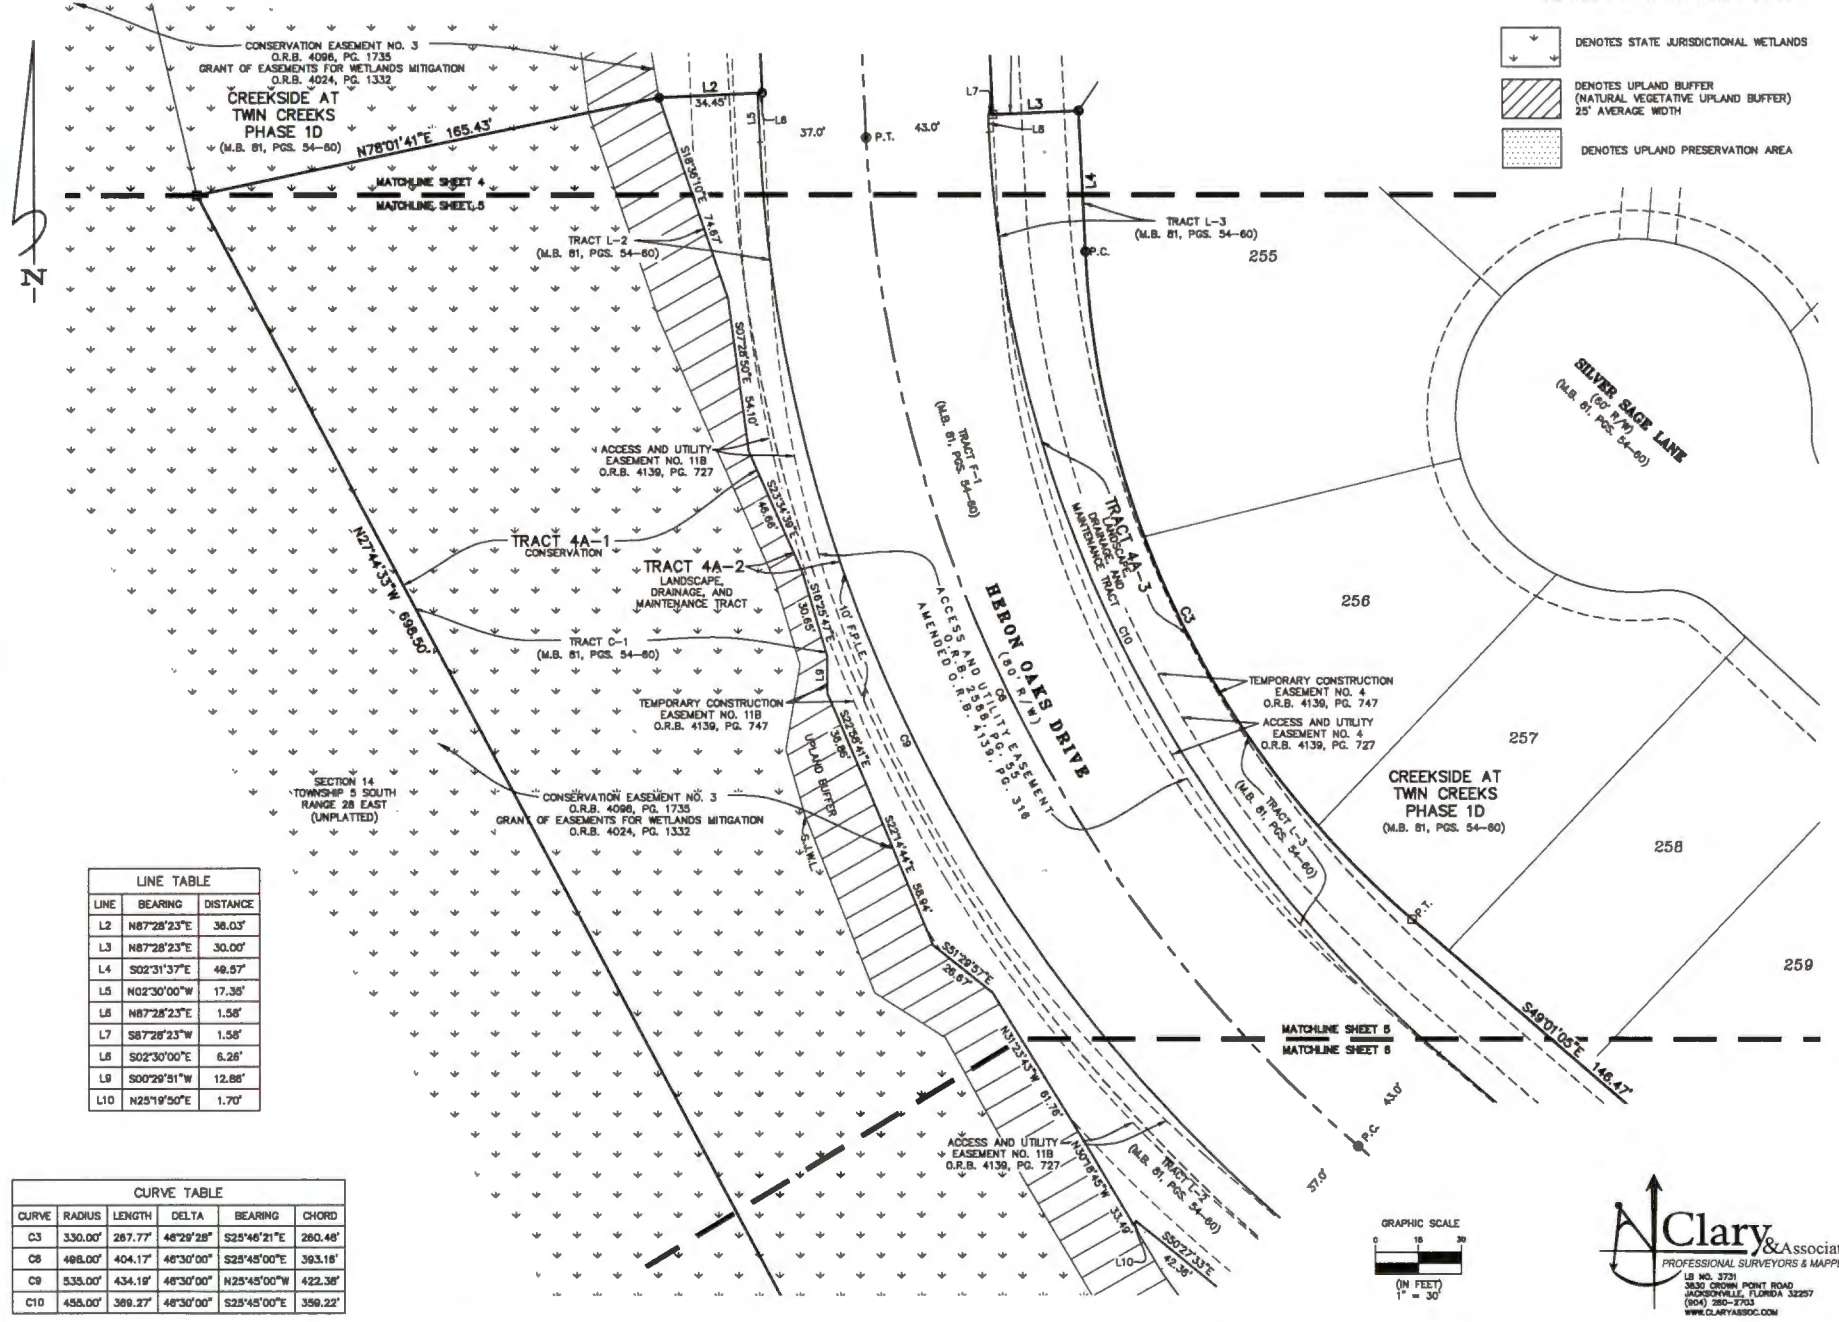 CONSERVATION EASEMENT NO. 3
O.R.B. 4096, PG. 1735
GRANT OF EASEMENTS FOR WETLANDS MITIGATION
O.R.B. 4024, PG. 1332
CREEKSIDE AT
TWIN CREEKS
PHASE 1D
(M.B. 81, PGS. 54-60)
N78°01'41"E 165.43'
L2
34.45'
L5
L6
37.0'
P.T.
43.0'
L7
L3
L8
L4
DENOTES STATE JURISDICTIONAL WETLANDS
DENOTES UPLAND BUFFER
(NATURAL VEGETATIVE UPLAND BUFFER)
25' AVERAGE WIDTH
DENOTES UPLAND PRESERVATION AREA
MATCHLINE SHEET 4
MATCHLINE SHEET 5
N
S18°36'10"E 74.67'
TRACT L-2
(M.B. 81, PGS. 54-60)
TRACT L-3
(M.B. 81, PGS. 54-60)
P.C.
255
SILVER SAGE LANE
(60' R/W)
(M.B. 81, PGS. 54-60)
S07°28'50"E 54.10'
TRACT F-1
(M.B. 81, PGS. 54-60)
ACCESS AND UTILITY
EASEMENT NO. 11B
O.R.B. 4139, PG. 727
S23°34'39"E
46.66'
N27°44'33"W 698.50'
TRACT 4A-1
CONSERVATION
TRACT 4A-2
LANDSCAPE,
DRAINAGE, AND
MAINTENANCE TRACT
S16°25'47"E
30.65'
10' F.P.L.E.
TRACT 4A-3
LANDSCAPE,
DRAINAGE, AND
MAINTENANCE TRACT
C3
C10
256
HERON OAKS DRIVE
(80' R/W)
C6
ACCESS AND UTILITY EASEMENT
O.R.B. 2588, PG. 55
AMENDED O.R.B. 4139, PG. 316
TRACT C-1
(M.B. 81, PGS. 54-60)
L9
TEMPORARY CONSTRUCTION
EASEMENT NO. 11B
O.R.B. 4139, PG. 747
S22°56'41"E
38.86'
C9
TEMPORARY CONSTRUCTION
EASEMENT NO. 4
O.R.B. 4139, PG. 747
ACCESS AND UTILITY
EASEMENT NO. 4
O.R.B. 4139, PG. 727
257
CREEKSIDE AT
TWIN CREEKS
PHASE 1D
(M.B. 81, PGS. 54-60)
UPLAND BUFFER
S.J.W.L.
SECTION 14
TOWNSHIP 5 SOUTH
RANGE 28 EAST
(UNPLATTED)
CONSERVATION EASEMENT NO. 3
O.R.B. 4096, PG. 1735
GRANT OF EASEMENTS FOR WETLANDS MITIGATION
O.R.B. 4024, PG. 1332
S22°14'44"E 58.94'
TRACT L-3
(M.B. 81, PGS. 54-60)
258
P.T.
259
S51°29'57"E
26.67'
LINE TABLE
LINE BEARING DISTANCE
L2 N87°28'23"E 36.03'
L3 N87°28'23"E 30.00'
L4 S02°31'37"E 49.57'
L5 N02°30'00"W 17.35'
L6 N87°28'23"E 1.58'
L7 S87°28'23"W 1.58'
L8 S02°30'00"E 6.26'
L9 S00°29'51"W 12.86'
L10 N25°19'50"E 1.70'
MATCHLINE SHEET 5
MATCHLINE SHEET 6
S49°01'05"E 146.47'
N31°23'43"W 61.76'
43.0'
P.C.
37.0'
ACCESS AND UTILITY
EASEMENT NO. 11B
O.R.B. 4139, PG. 727
N30°18'45"W 33.49'
TRACT L-2
(M.B. 81, PGS. 54-60)
L10
S50°27'33"E
42.36'
CURVE TABLE
CURVE RADIUS LENGTH DELTA BEARING CHORD
C3 330.00' 267.77' 46°29'28" S25°46'21"E 260.48'
C6 498.00' 404.17' 46°30'00" S25°45'00"E 393.16'
C9 535.00' 434.19' 46°30'00" N25°45'00"W 422.38'
C10 455.00' 369.27' 46°30'00" S25°45'00"E 359.22'
GRAPHIC SCALE
0 15 30
(IN FEET)
1" = 30'
Clary & Associat
PROFESSIONAL SURVEYORS & MAPPE
LB NO. 3731
3830 CROWN POINT ROAD
JACKSONVILLE, FLORIDA 32257
(904) 260-2703
WWW.CLARYASSOC.COM